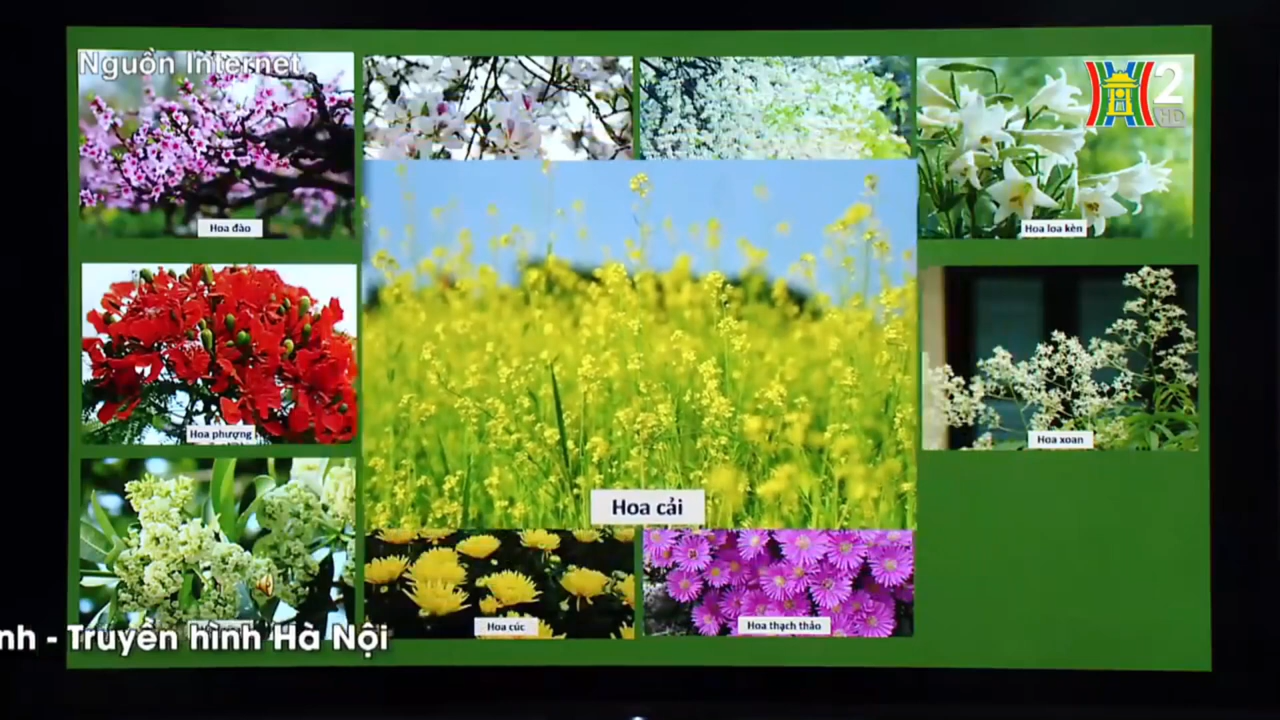 Nguồn Internet
2
HD
Hoa đào
Hoa loa kèn
Hoa phượng
Hoa xoan
Hoa cải
Hoa cúc
Hoa thạch thảo
nh - Truyền hình Hà Nội